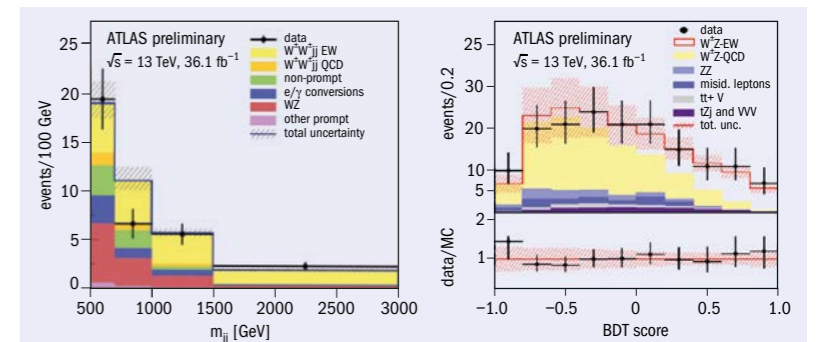 ATLAS preliminary
√s = 13 TeV, 36.1 fb⁻¹
data
W±W±jj EW
W±W±jj QCD
non-prompt
e/γ conversions
WZ
other prompt
total uncertainty
events/100 GeV
25
20
15
10
5
0
500 1000 1500 2000 2500 3000
mjj [GeV]
ATLAS preliminary
√s = 13 TeV, 36.1 fb⁻¹
data
W±Z-EW
W±Z-QCD
ZZ
misid. leptons
tt+ V
tZj and VVV
tot. unc.
events/0.2
25
30
20
10
5
data/MC
2
1
−1.0 −0.5 0 0.5 1.0
BDT score